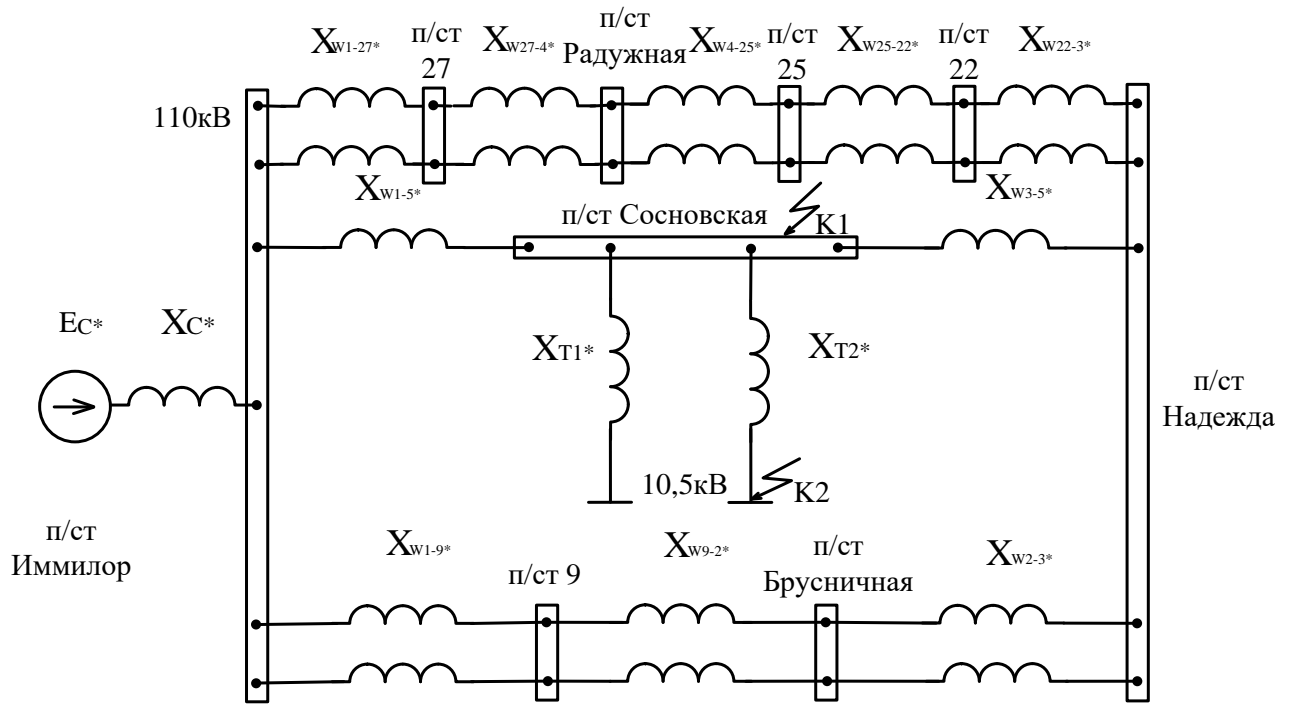 XW1-27*
п/ст
27
XW27-4*
п/ст
Радужная
XW4-25*
п/ст
25
XW25-22*
п/ст
22
XW22-3*
110кВ
XW1-5*
п/ст Сосновская
K1
XW3-5*
EC*
XC*
XT1*
XT2*
п/ст
Надежда
10,5кВ
K2
п/ст
Иммилор
XW1-9*
п/ст 9
XW9-2*
п/ст
Брусничная
XW2-3*